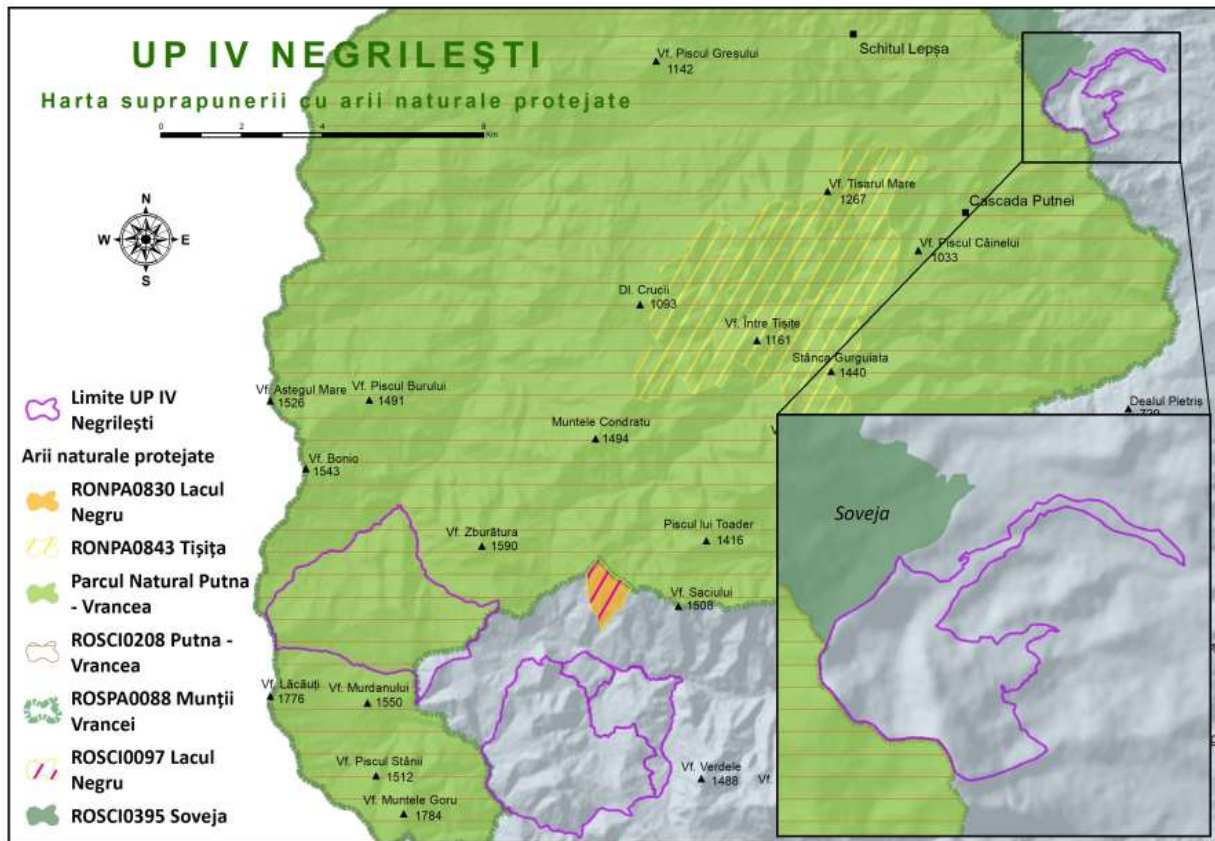 UP IV NEGRILEŞTI
Harta suprapunerii cu arii naturale protejate
0 2 4 8
Km
N
W E
S
Vf. Piscul Greșului
1142
Schitul Lepșa
Vf. Tisarul Mare
1267
Cascada Putnei
Vf. Piscul Câinelui
1033
Dl. Crucii
1093
Vf. Între Tișițe
1161
Stânca Gurguiata
1440
Vf. Astegul Mare
1526
Vf. Piscul Burului
1491
Dealul Pietriș
Muntele Condratu
1494
Vf. Bonio
1543
Vf. Zburătura
1590
Piscul lui Toader
1416
Vf. Saciului
1508
Vf. Lăcăuți
1776
Vf. Murdanului
1550
Vf. Piscul Stânii
1512
Vf. Muntele Goru
1784
Vf. Verdele
1488
Vf.
Soveja
Limite UP IV
Negrilești
Arii naturale protejate
RONPA0830 Lacul
Negru
RONPA0843 Tișița
Parcul Natural Putna
- Vrancea
ROSCI0208 Putna -
Vrancea
ROSPA0088 Munții
Vrancei
ROSCI0097 Lacul
Negru
ROSCI0395 Soveja